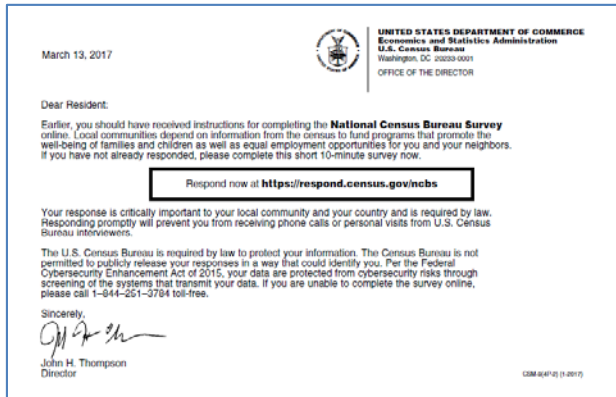 UNITED STATES DEPARTMENT OF COMMERCE
Economics and Statistics Administration
U.S. Census Bureau
Washington, DC 20233-0001
OFFICE OF THE DIRECTOR
March 13, 2017
Dear Resident:
Earlier, you should have received instructions for completing the National Census Bureau Survey
online. Local communities depend on information from the census to fund programs that promote the
well-being of families and children as well as equal employment opportunities for you and your neighbors.
If you have not already responded, please complete this short 10-minute survey now.
Respond now at https://respond.census.gov/ncbs
Your response is critically important to your local community and your country and is required by law.
Responding promptly will prevent you from receiving phone calls or personal visits from U.S. Census
Bureau interviewers.
The U.S. Census Bureau is required by law to protect your information. The Census Bureau is not
permitted to publicly release your responses in a way that could identify you. Per the Federal
Cybersecurity Enhancement Act of 2015, your data are protected from cybersecurity risks through
screening of the systems that transmit your data. If you are unable to complete the survey online,
please call 1–844–251–3784 toll-free.
Sincerely,
John H. Thompson
Director
(1-2017)